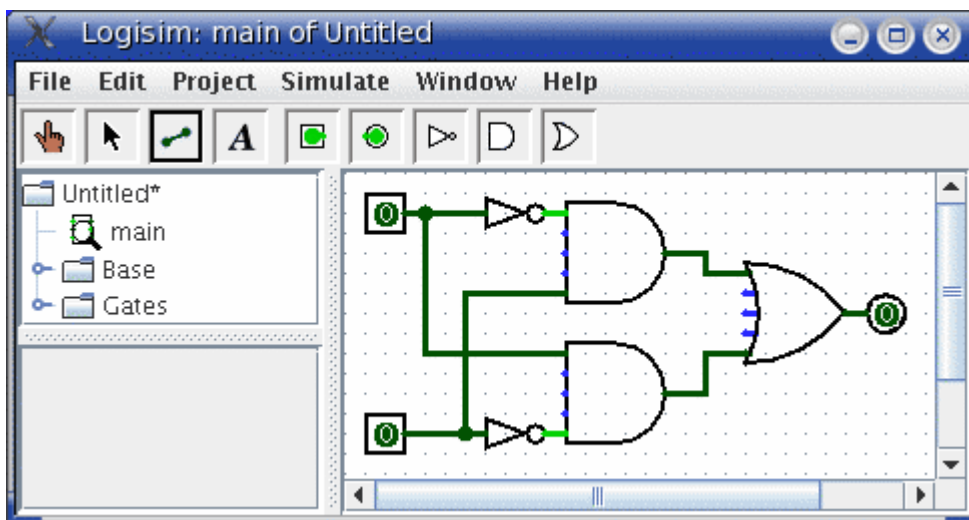 Logisim: main of Untitled
File Edit Project Simulate Window Help
A
Untitled*
main
Base
Gates
0
0
0